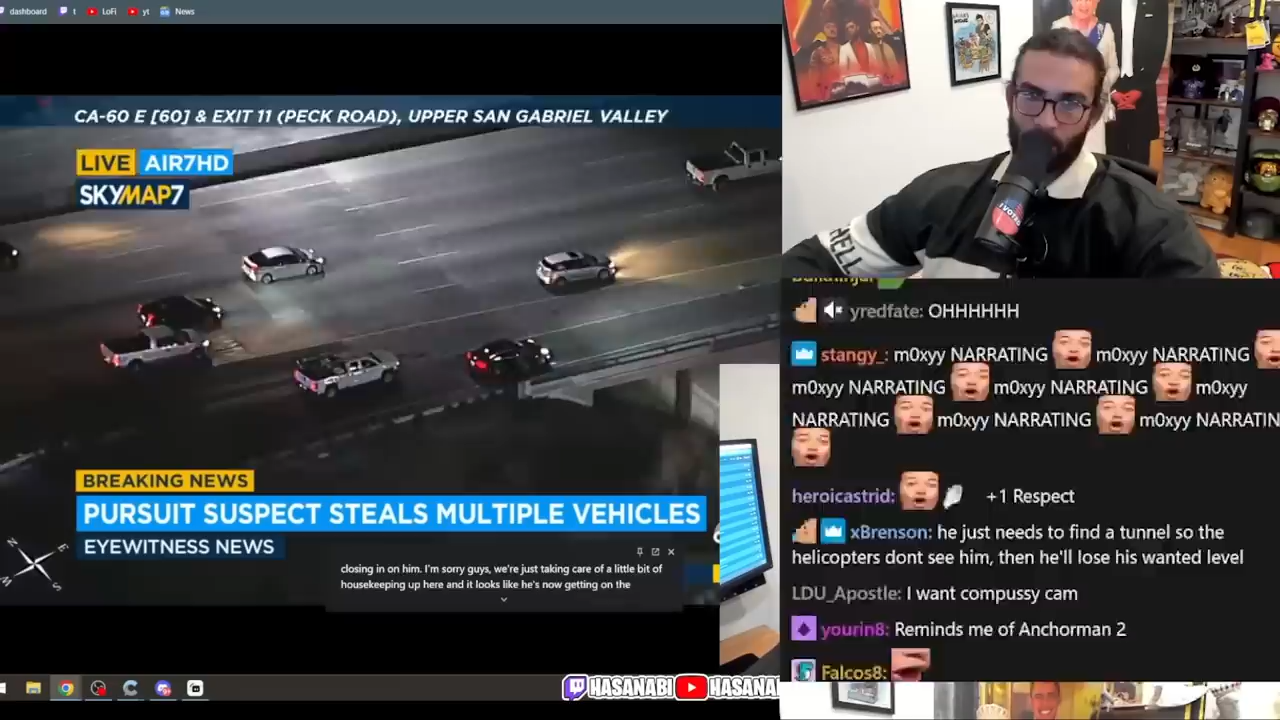 dashboard t LoFi yt News
CA-60 E [60] & EXIT 11 (PECK ROAD), UPPER SAN GABRIEL VALLEY
LIVE AIR7HD
SKYMAP7
BREAKING NEWS
PURSUIT SUSPECT STEALS MULTIPLE VEHICLES
EYEWITNESS NEWS
closing in on him. I'm sorry guys, we're just taking care of a little bit of
housekeeping up here and it looks like he's now getting on the
HASANABI HASANA
yredfate: OHHHHHH
stangy_: m0xyy NARRATING m0xyy NARRATING
m0xyy NARRATING m0xyy NARRATING m0xyy
NARRATING m0xyy NARRATING m0xyy NARRATIN
heroicastrid: +1 Respect
xBrenson: he just needs to find a tunnel so the
helicopters dont see him, then he'll lose his wanted level
LDU_Apostle: I want compussy cam
yourin8: Reminds me of Anchorman 2
Falcos8: